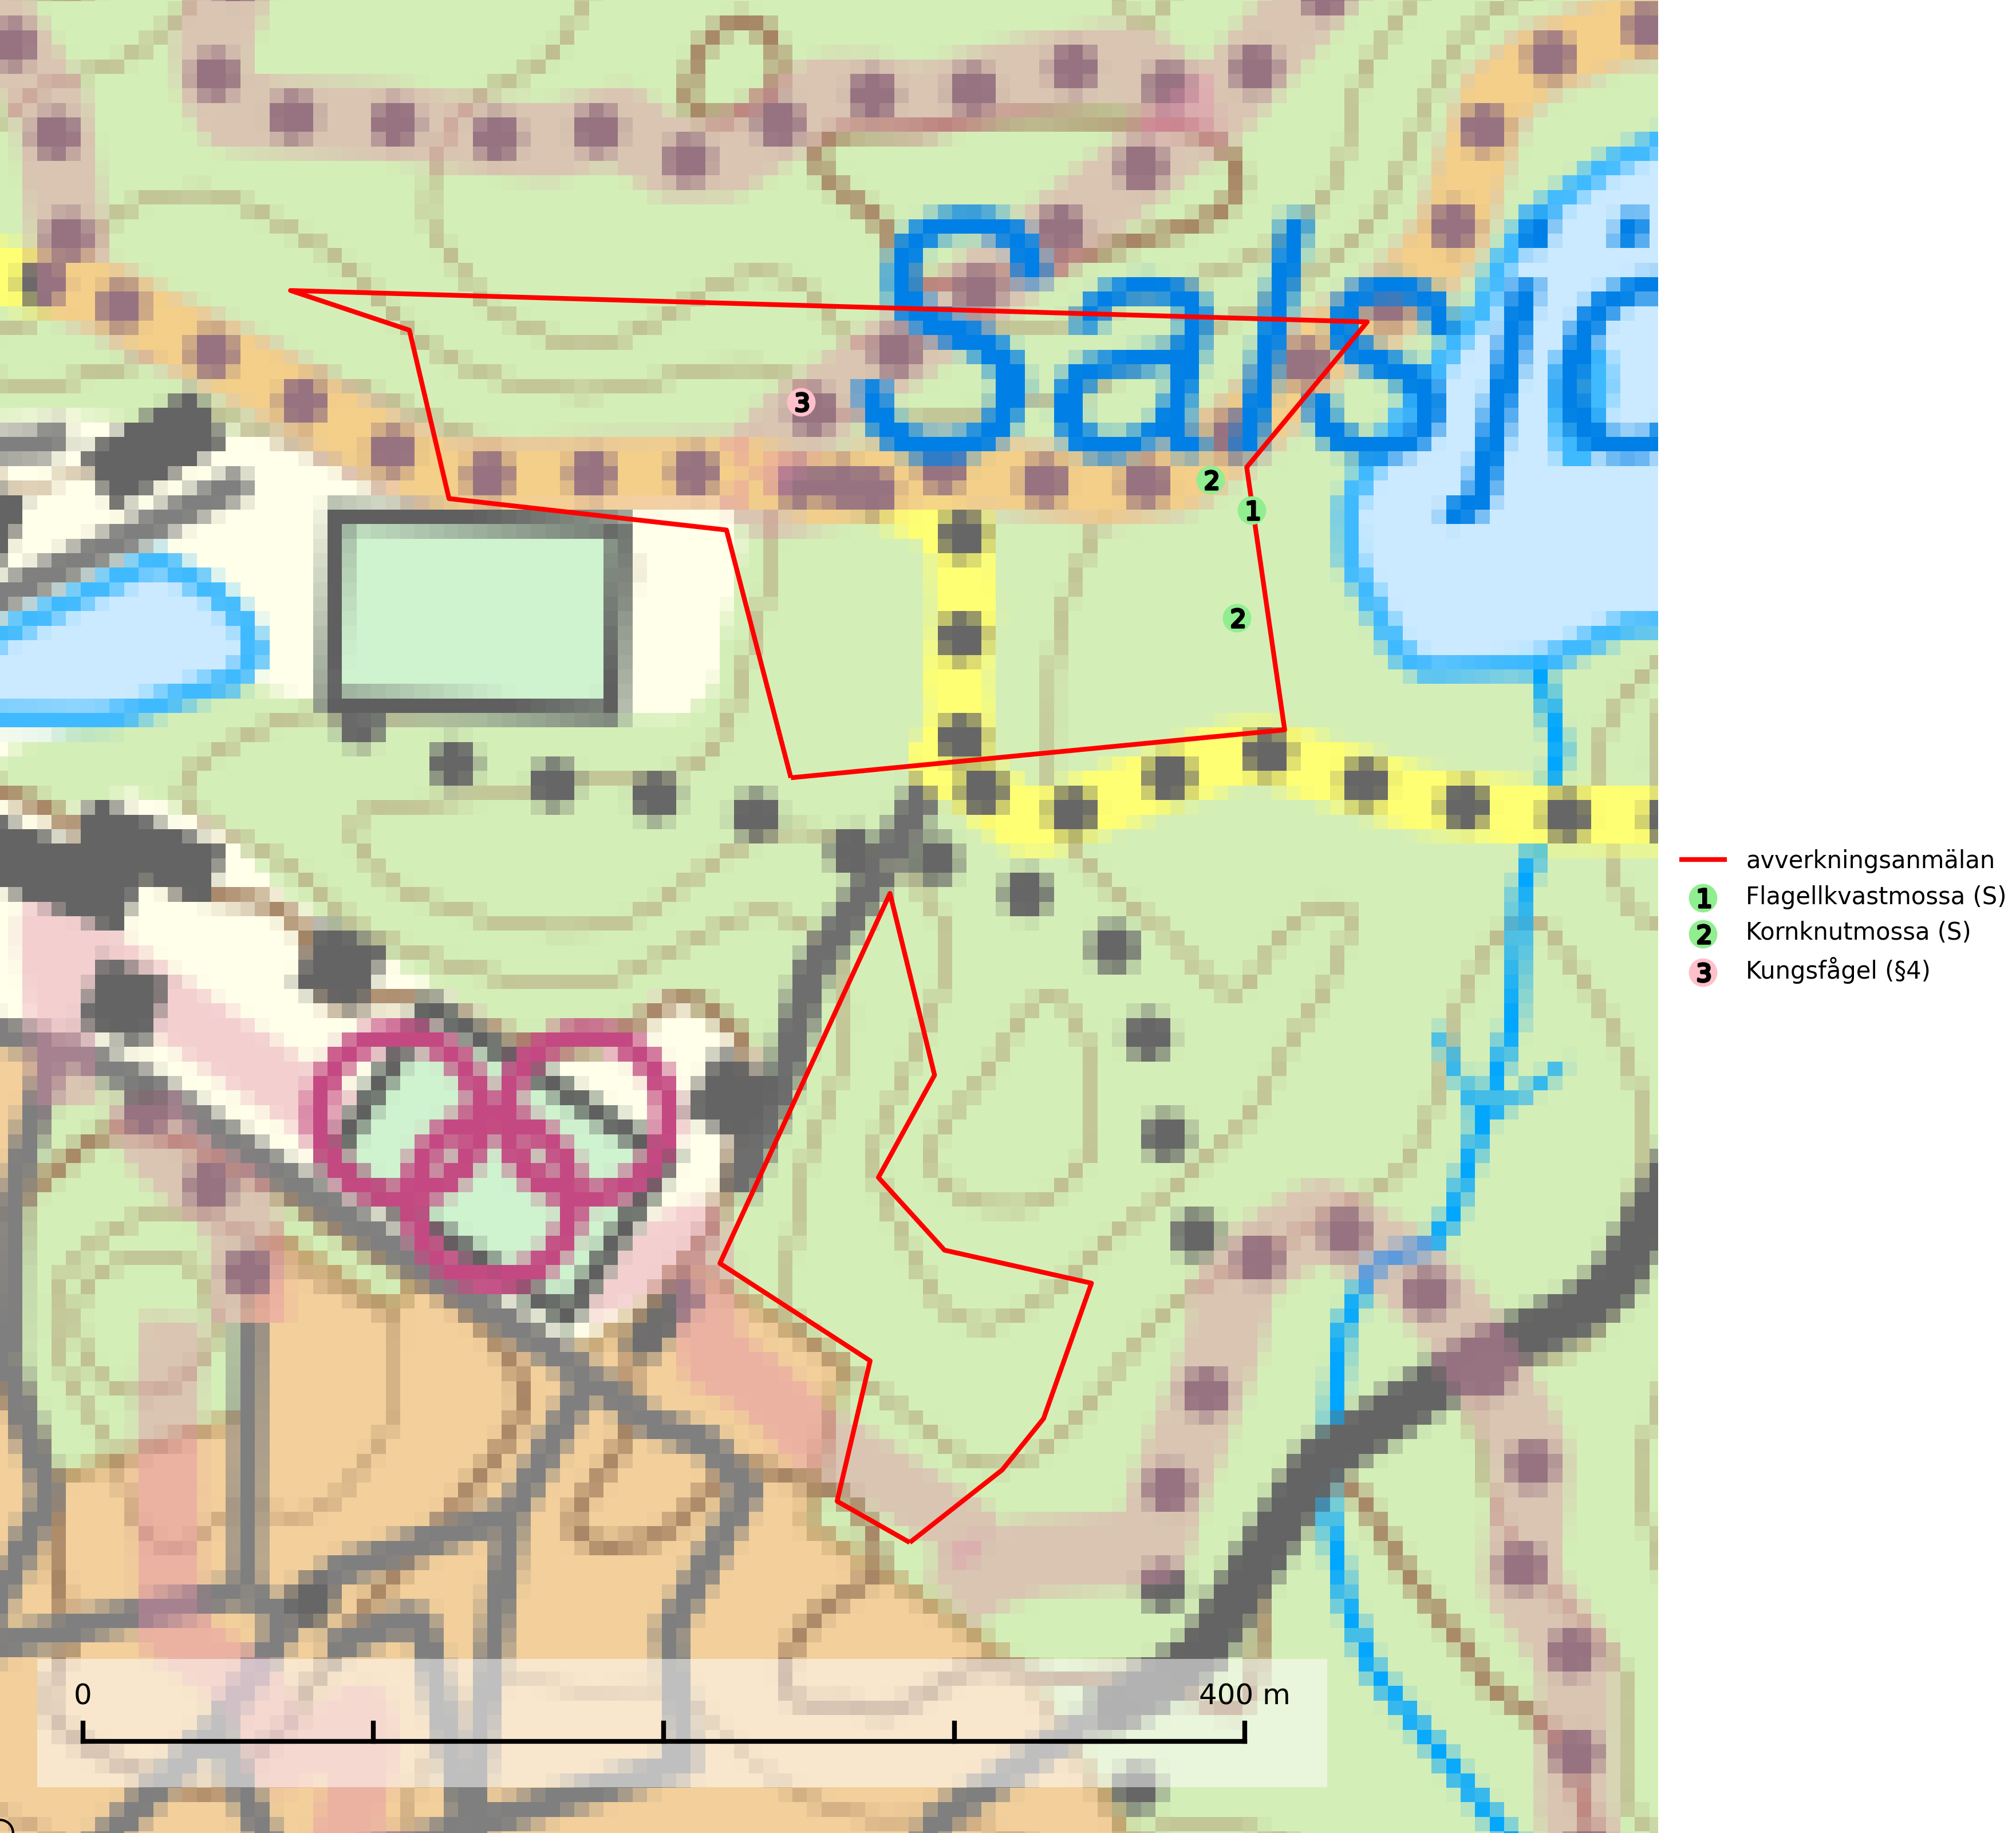 Salsjö
3
2
1
2
avverkningsanmälan
1 Flagellkvastmossa (S)
2 Kornknutmossa (S)
3 Kungsfågel (§4)
0 400 m